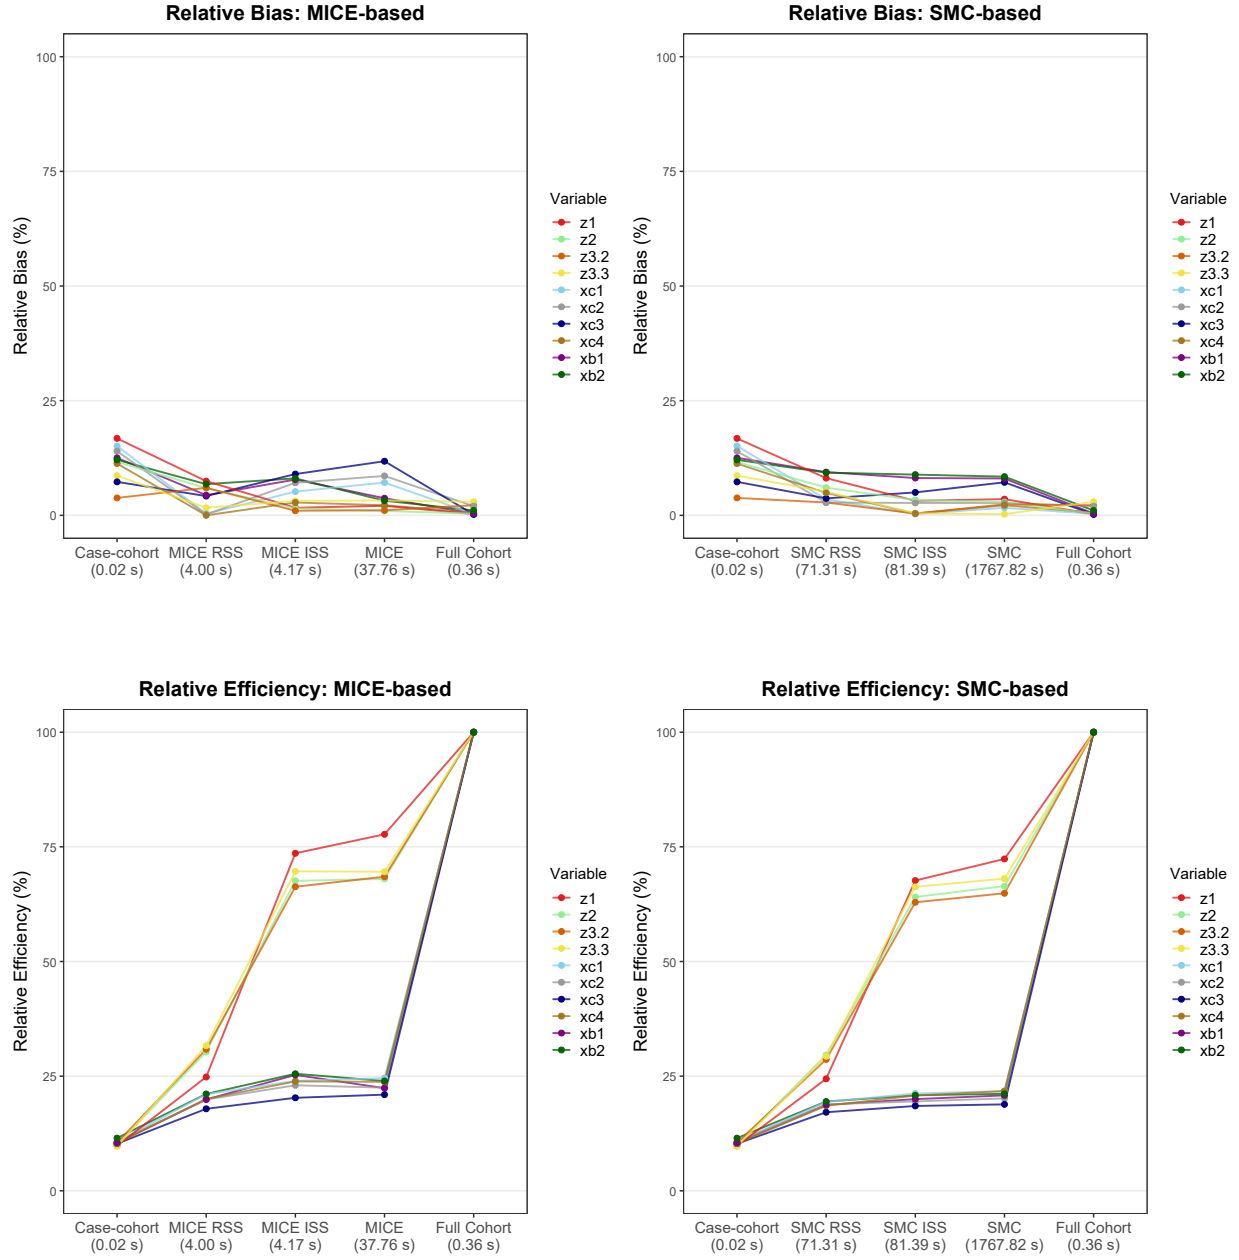 Relative Bias: MICE-based
Relative Bias (%)
100
75
50
25
0
Case-cohort MICE RSS MICE ISS MICE Full Cohort
(0.02 s) (4.00 s) (4.17 s) (37.76 s) (0.36 s)
Variable
z1
z2
z3.2
z3.3
xc1
xc2
xc3
xc4
xb1
xb2
Relative Bias: SMC-based
Relative Bias (%)
100
75
50
25
0
Case-cohort SMC RSS SMC ISS SMC Full Cohort
(0.02 s) (71.31 s) (81.39 s) (1767.82 s) (0.36 s)
Variable
z1
z2
z3.2
z3.3
xc1
xc2
xc3
xc4
xb1
xb2
Relative Efficiency: MICE-based
Relative Efficiency (%)
100
75
50
25
0
Case-cohort MICE RSS MICE ISS MICE Full Cohort
(0.02 s) (4.00 s) (4.17 s) (37.76 s) (0.36 s)
Variable
z1
z2
z3.2
z3.3
xc1
xc2
xc3
xc4
xb1
xb2
Relative Efficiency: SMC-based
Relative Efficiency (%)
100
75
50
25
0
Case-cohort SMC RSS SMC ISS SMC Full Cohort
(0.02 s) (71.31 s) (81.39 s) (1767.82 s) (0.36 s)
Variable
z1
z2
z3.2
z3.3
xc1
xc2
xc3
xc4
xb1
xb2